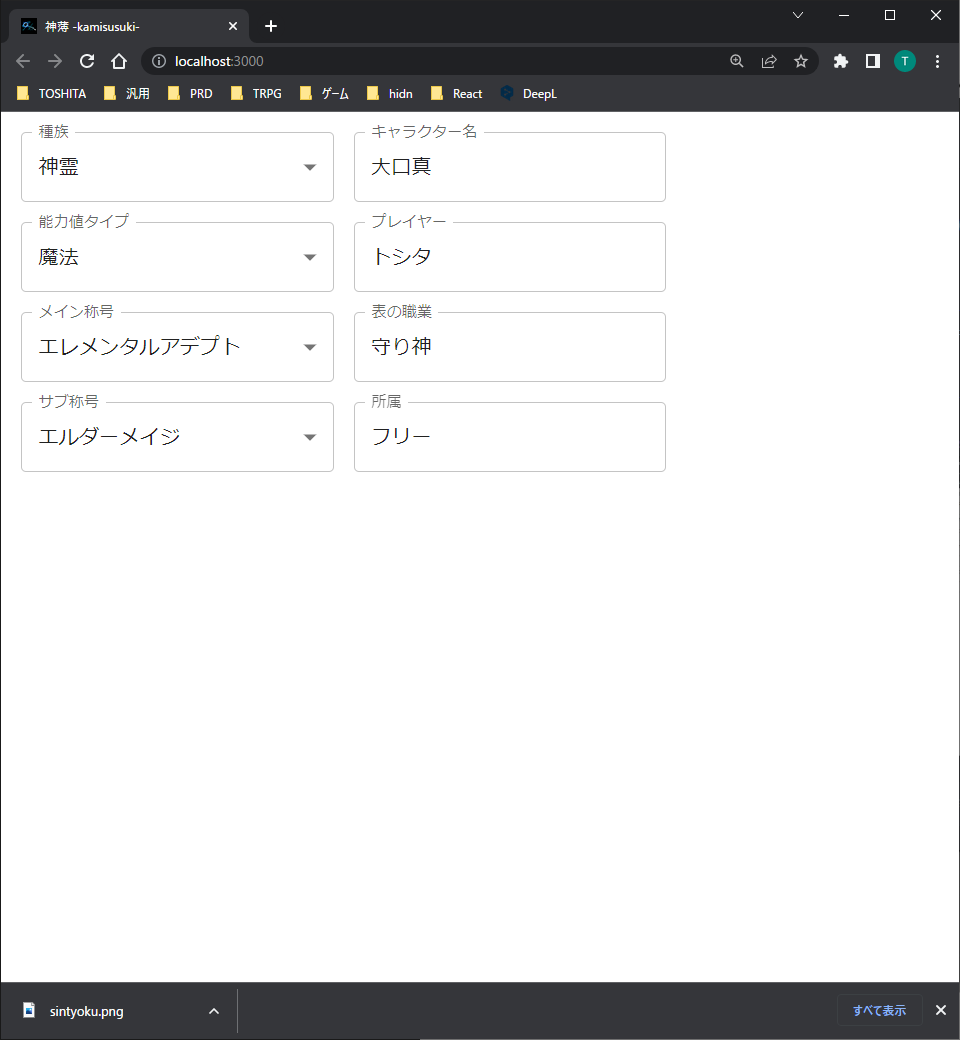 神薄 -kamisusuki-
localhost:3000
T
TOSHITA 汎用 PRD TRPG ゲーム hidn React DeepL
種族 キャラクター名
神霊 大口真
能力値タイプ プレイヤー
魔法 トシタ
メイン称号 表の職業
エレメンタルアデプト 守り神
サブ称号 所属
エルダーメイジ フリー
sintyoku.png すべて表示